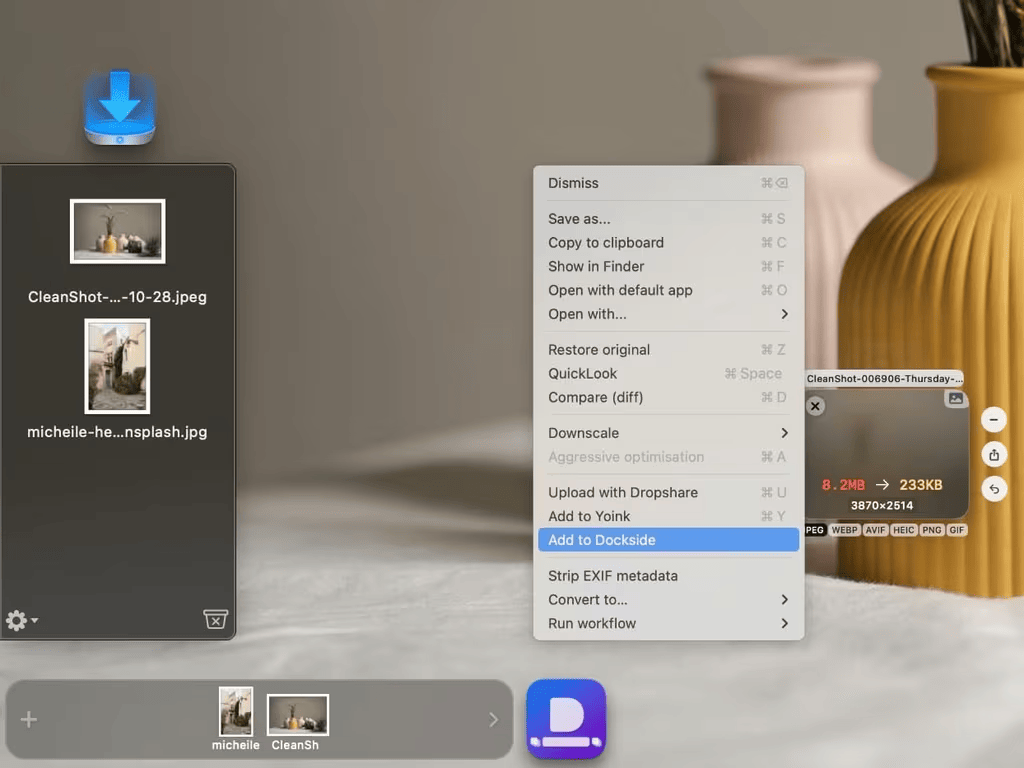 CleanShot-...-10-28.jpeg
micheile-he...nsplash.jpg
Dismiss ⌘⌫
Save as... ⌘ S
Copy to clipboard ⌘ C
Show in Finder ⌘ F
Open with default app ⌘ O
Open with...
Restore original ⌘ Z
QuickLook ⌘ Space
Compare (diff) ⌘ D
Downscale
Aggressive optimisation ⌘ A
Upload with Dropshare ⌘ U
Add to Yoink ⌘ Y
Add to Dockside
Strip EXIF metadata
Convert to...
Run workflow
CleanShot-006906-Thursday-...
8.2MB → 233KB
3870×2514
PEG WEBP AVIF HEIC PNG GIF
micheile CleanSh
D